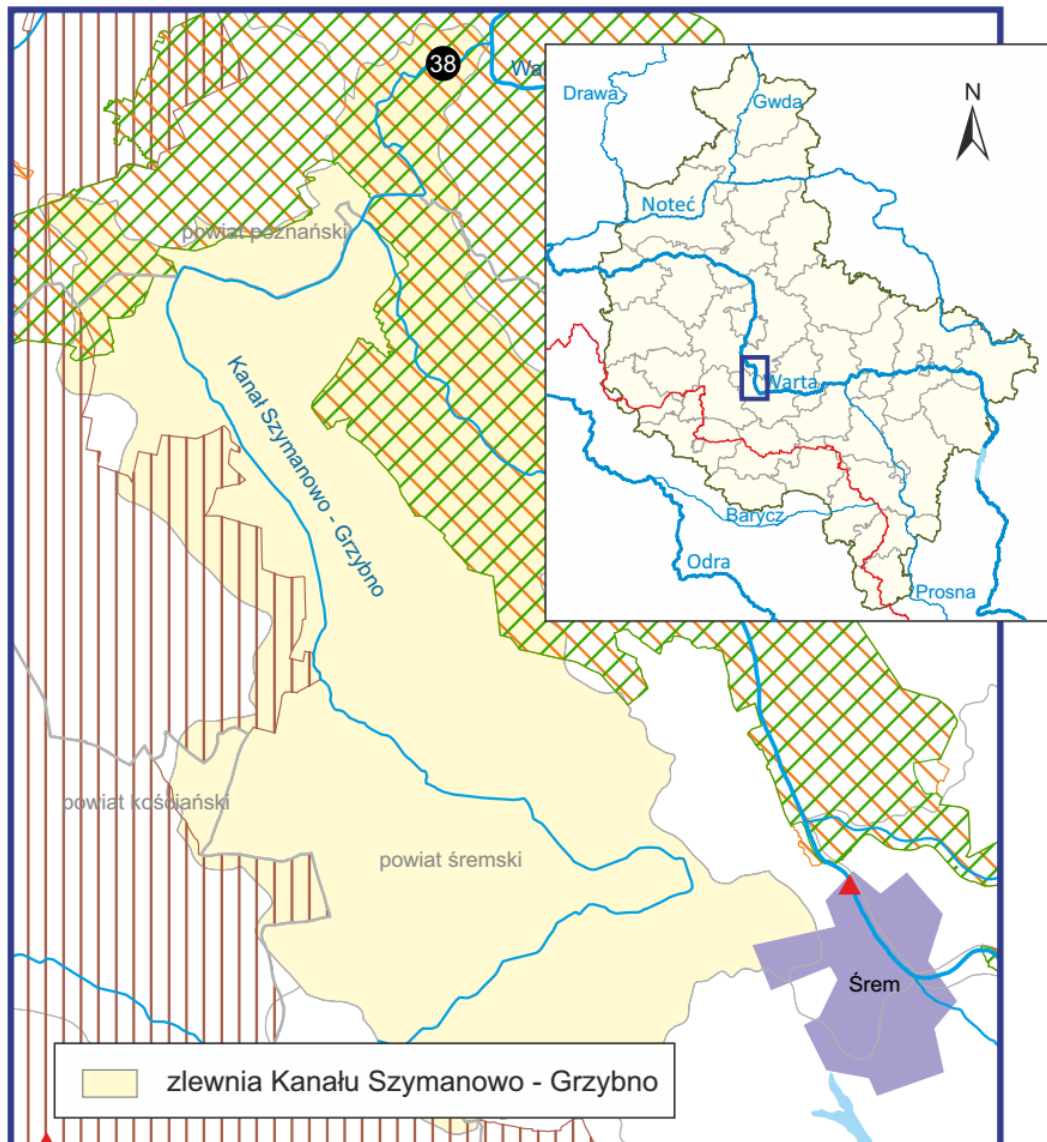 38
Wa
Drawa
Gwda
N
Noteć
powiat poznański
Kanał Szymanowo - Grzybno
Warta
Barycz
Odra
Prosna
powiat kościański
powiat śremski
Śrem
zlewnia Kanału Szymanowo - Grzybno